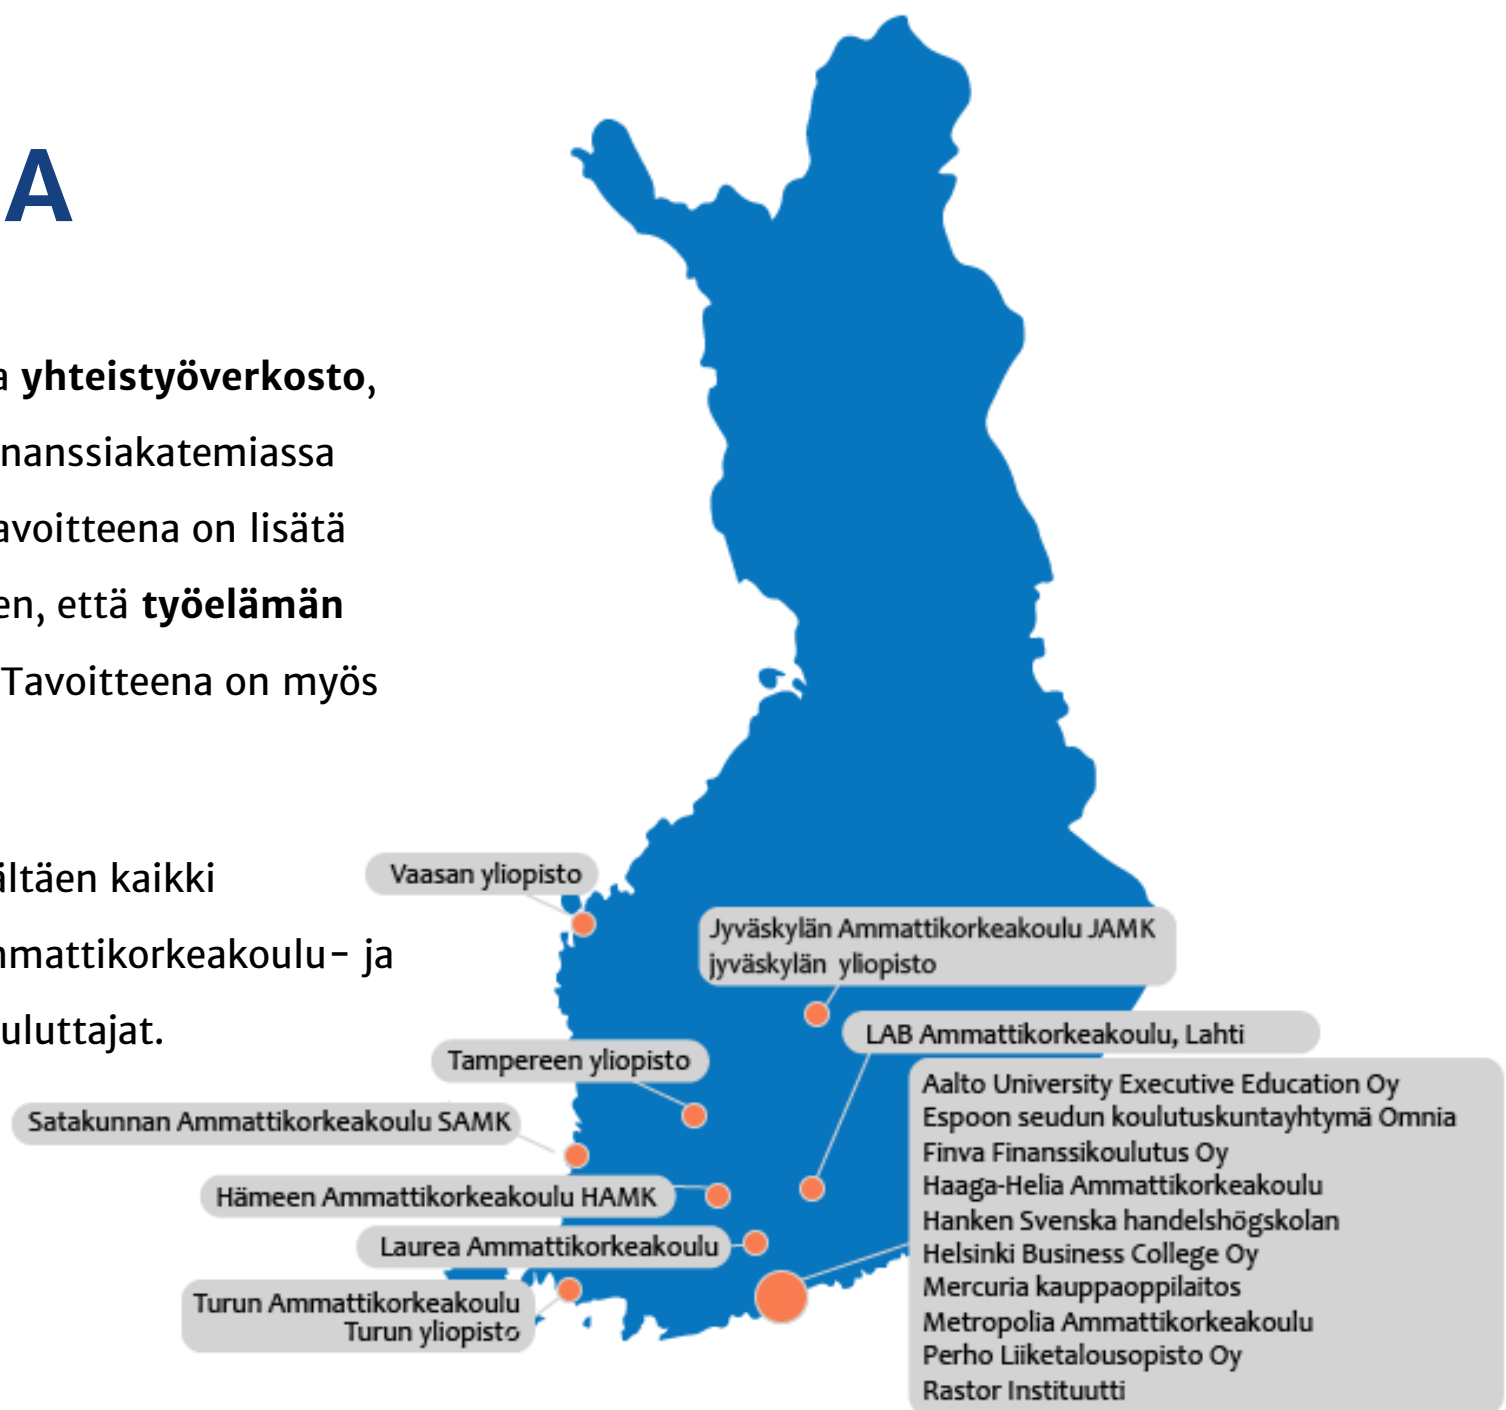 A
yhteistyöverkosto,
nanssiakatemiassa
avoitteena on lisätä
en, että työelämän
Tavoitteena on myös
ältäen kaikki
mattikorkeakoulu- ja
uluttajat.
Vaasan yliopisto
Jyväskylän Ammattikorkeakoulu JAMK
jyväskylän yliopisto
LAB Ammattikorkeakoulu, Lahti
Tampereen yliopisto
Satakunnan Ammattikorkeakoulu SAMK
Hämeen Ammattikorkeakoulu HAMK
Laurea Ammattikorkeakoulu
Turun Ammattikorkeakoulu
Turun yliopisto
Aalto University Executive Education Oy
Espoon seudun koulutuskuntayhtymä Omnia
Finva Finanssikoulutus Oy
Haaga-Helia Ammattikorkeakoulu
Hanken Svenska handelshögskolan
Helsinki Business College Oy
Mercuria kauppaoppilaitos
Metropolia Ammattikorkeakoulu
Perho Liiketalousopisto Oy
Rastor Instituutti